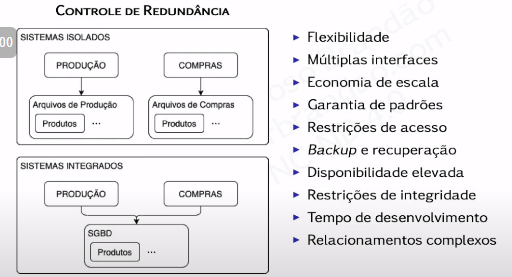 CONTROLE DE REDUNDÂNCIA
00
SISTEMAS ISOLADOS
PRODUÇÃO
COMPRAS
Arquivos de Produção
Produtos
...
Arquivos de Compras
Produtos
...
SISTEMAS INTEGRADOS
PRODUÇÃO
COMPRAS
SGBD
Produtos
...
Flexibilidade
Múltiplas interfaces
Economia de escala
Garantia de padrões
Restrições de acesso
Backup e recuperação
Disponibilidade elevada
Restrições de integridade
Tempo de desenvolvimento
Relacionamentos complexos